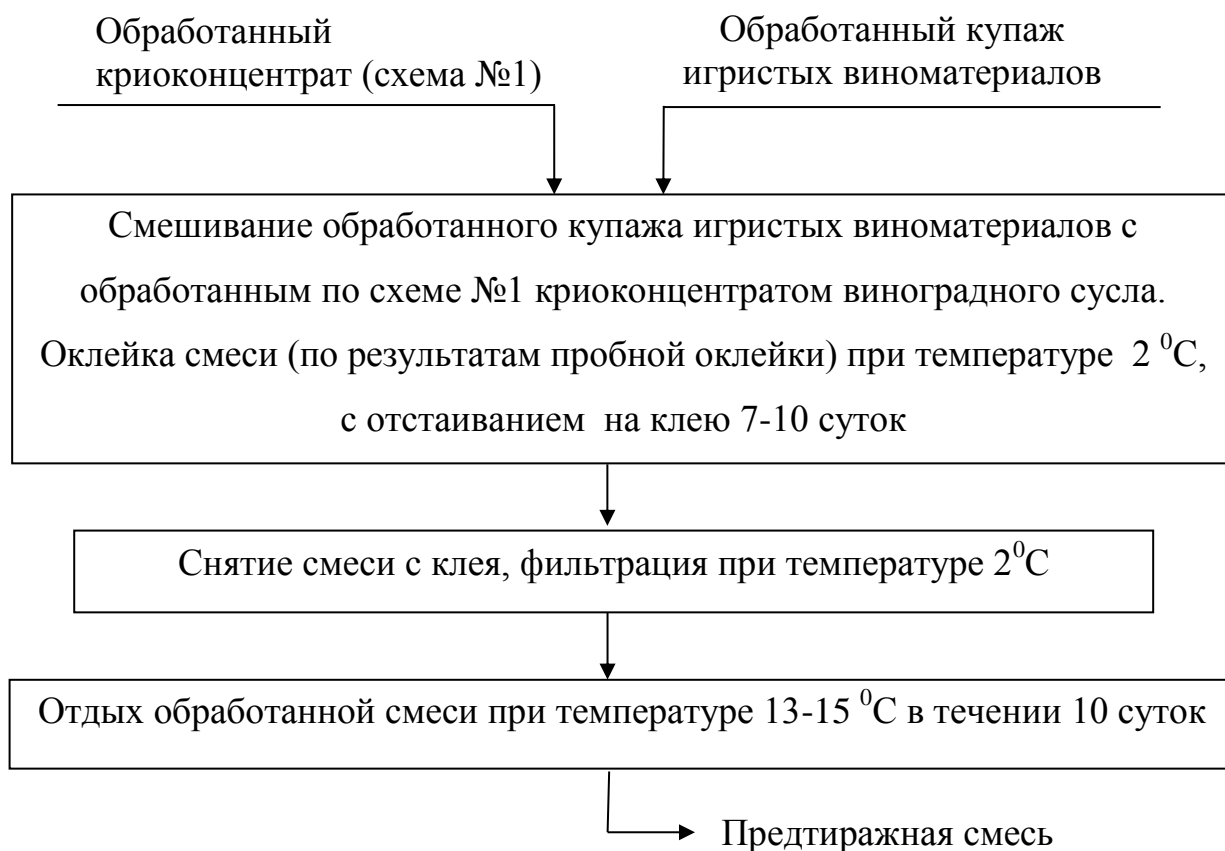 Обработанный
криоконцентрат (схема №1)
Обработанный купаж
игристых виноматериалов
Смешивание обработанного купажа игристых виноматериалов с
обработанным по схеме №1 криоконцентратом виноградного сусла.
Оклейка смеси (по результатам пробной оклейки) при температуре 2 ⁰С,
с отстаиванием на клею 7-10 суток
Снятие смеси с клея, фильтрация при температуре 2⁰С
Отдых обработанной смеси при температуре 13-15 ⁰С в течении 10 суток
Предтиражная смесь